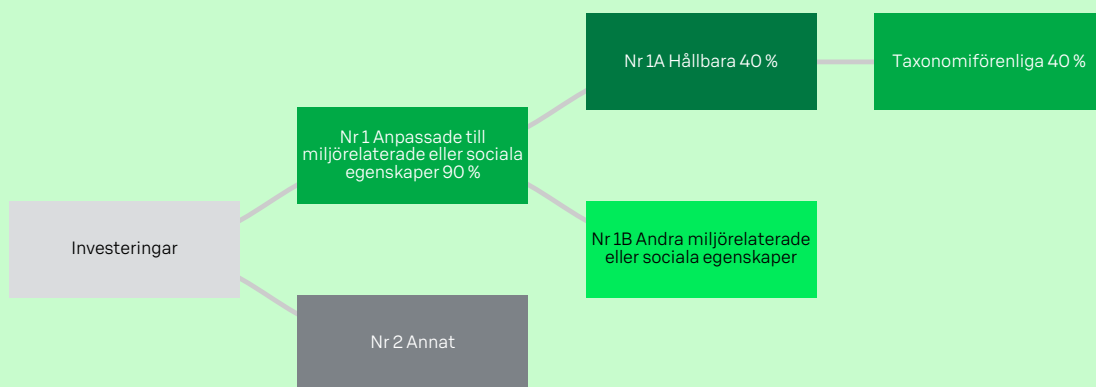 Nr 1A Hållbara 40 %
Taxonomiförenliga 40 %
Nr 1 Anpassade till
miljörelaterade eller sociala
egenskaper 90 %
Investeringar
Nr 1B Andra miljörelaterade
eller sociala egenskaper
Nr 2 Annat